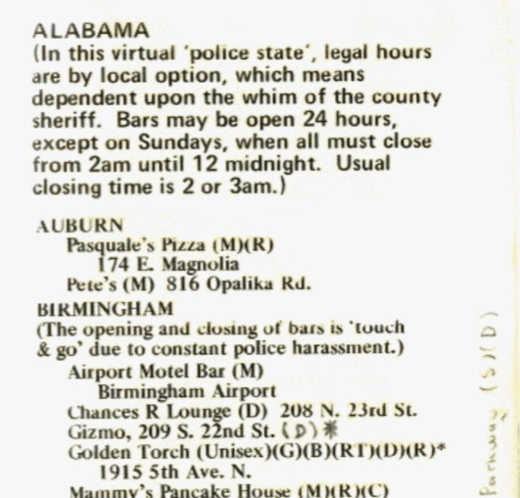 ALABAMA
(In this virtual 'police state', legal hours
are by local option, which means
dependent upon the whim of the county
sheriff. Bars may be open 24 hours,
except on Sundays, when all must close
from 2am until 12 midnight. Usual
closing time is 2 or 3am.)
AUBURN
Pasquale's Pizza (M)(R)
174 E. Magnolia
Pete's (M) 816 Opalika Rd.
BIRMINGHAM
(The opening and closing of bars is 'touch
& go' due to constant police harassment.)
Airport Motel Bar (M)
Birmingham Airport
Chances R Lounge (D) 208 N. 23rd St.
Gizmo, 209 S. 22nd St. (D)*
Golden Torch (Unisex)(G)(B)(RT)(D)(R)*
1915 5th Ave. N.
Mammy's Pancake House (M)(R)(C)
Parkway (S)(D)